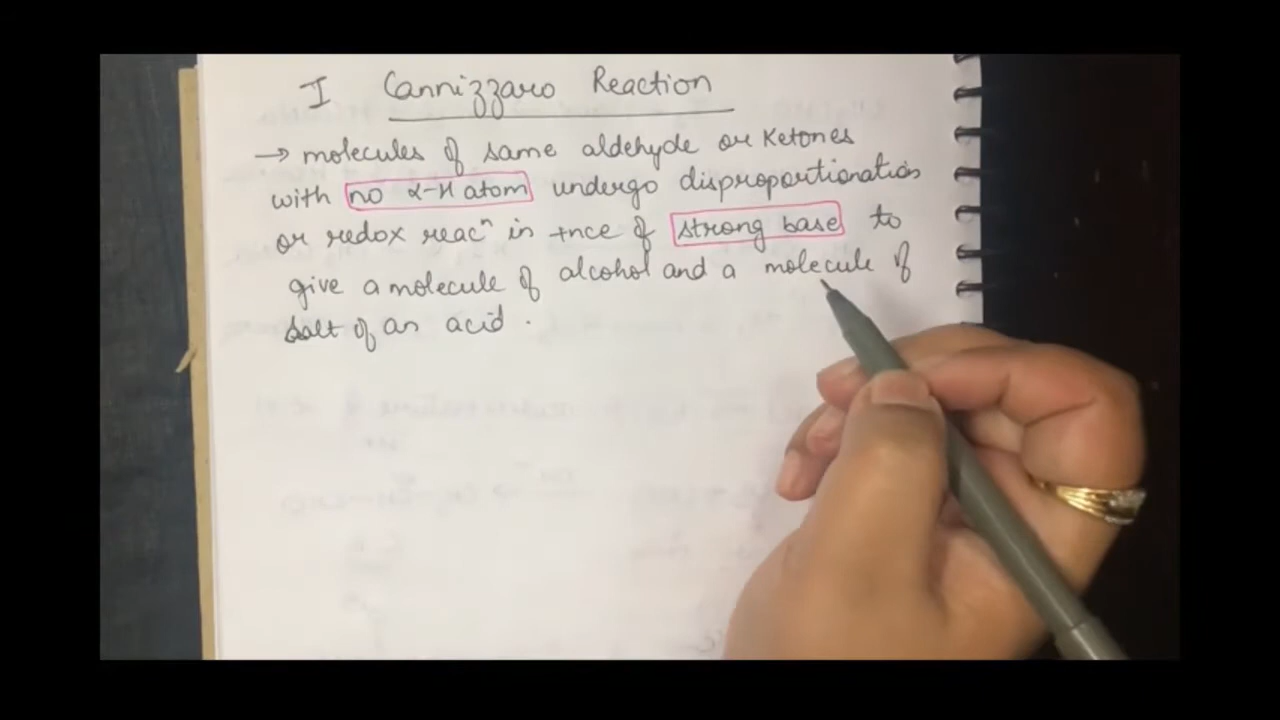 I Cannizzaro Reaction
→ molecules of same aldehyde or Ketones
with no α-H atom undergo disproportionation
or redox reacⁿ in +nce of strong base to
give a molecule of alcohol and a molecule of
salt of an acid.